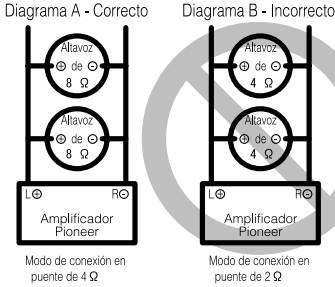 Diagrama A - Correcto
Altavoz
⊕ de ⊖
8 Ω
Altavoz
⊕ de ⊖
8 Ω
L⊕ R⊖
Amplificador
Pioneer
Modo de conexión en
puente de 4 Ω
Diagrama B - Incorrecto
Altavoz
⊕ de ⊖
4 Ω
Altavoz
⊕ de ⊖
4 Ω
L⊕ R⊖
Amplificador
Pioneer
Modo de conexión en
puente de 2 Ω